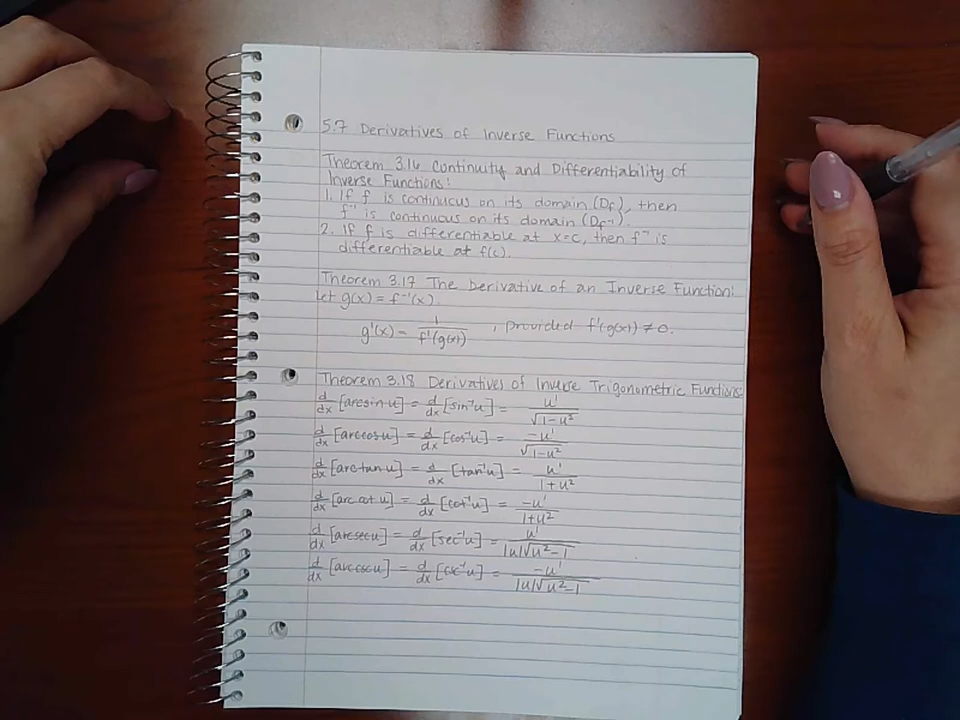 5.7 Derivatives of Inverse Functions
Theorem 3.16 Continuity and Differentiability of
Inverse Functions:
1. If f is continuous on its domain (Df), then
f⁻¹ is continuous on its domain (Df⁻¹).
2. If f is differentiable at x=c, then f⁻¹ is
differentiable at f(c).
Theorem 3.17 The Derivative of an Inverse Function:
Let g(x) = f⁻¹(x).
g'(x) = 1/f'(g(x)), provided f'(g(x)) ≠ 0.
Theorem 3.18 Derivatives of Inverse Trigonometric Functions:
d/dx [arcsin u] = d/dx [sin⁻¹u] = u'/√(1-u²)
d/dx [arccos u] = d/dx [cos⁻¹u] = -u'/√(1-u²)
d/dx [arctan u] = d/dx [tan⁻¹u] = u'/(1+u²)
d/dx [arc cot u] = d/dx [cot⁻¹u] = -u'/(1+u²)
d/dx [arcsec u] = d/dx [sec⁻¹u] = u'/(|u|√(u²-1))
d/dx [arccsc u] = d/dx [csc⁻¹u] = -u'/(|u|√(u²-1))